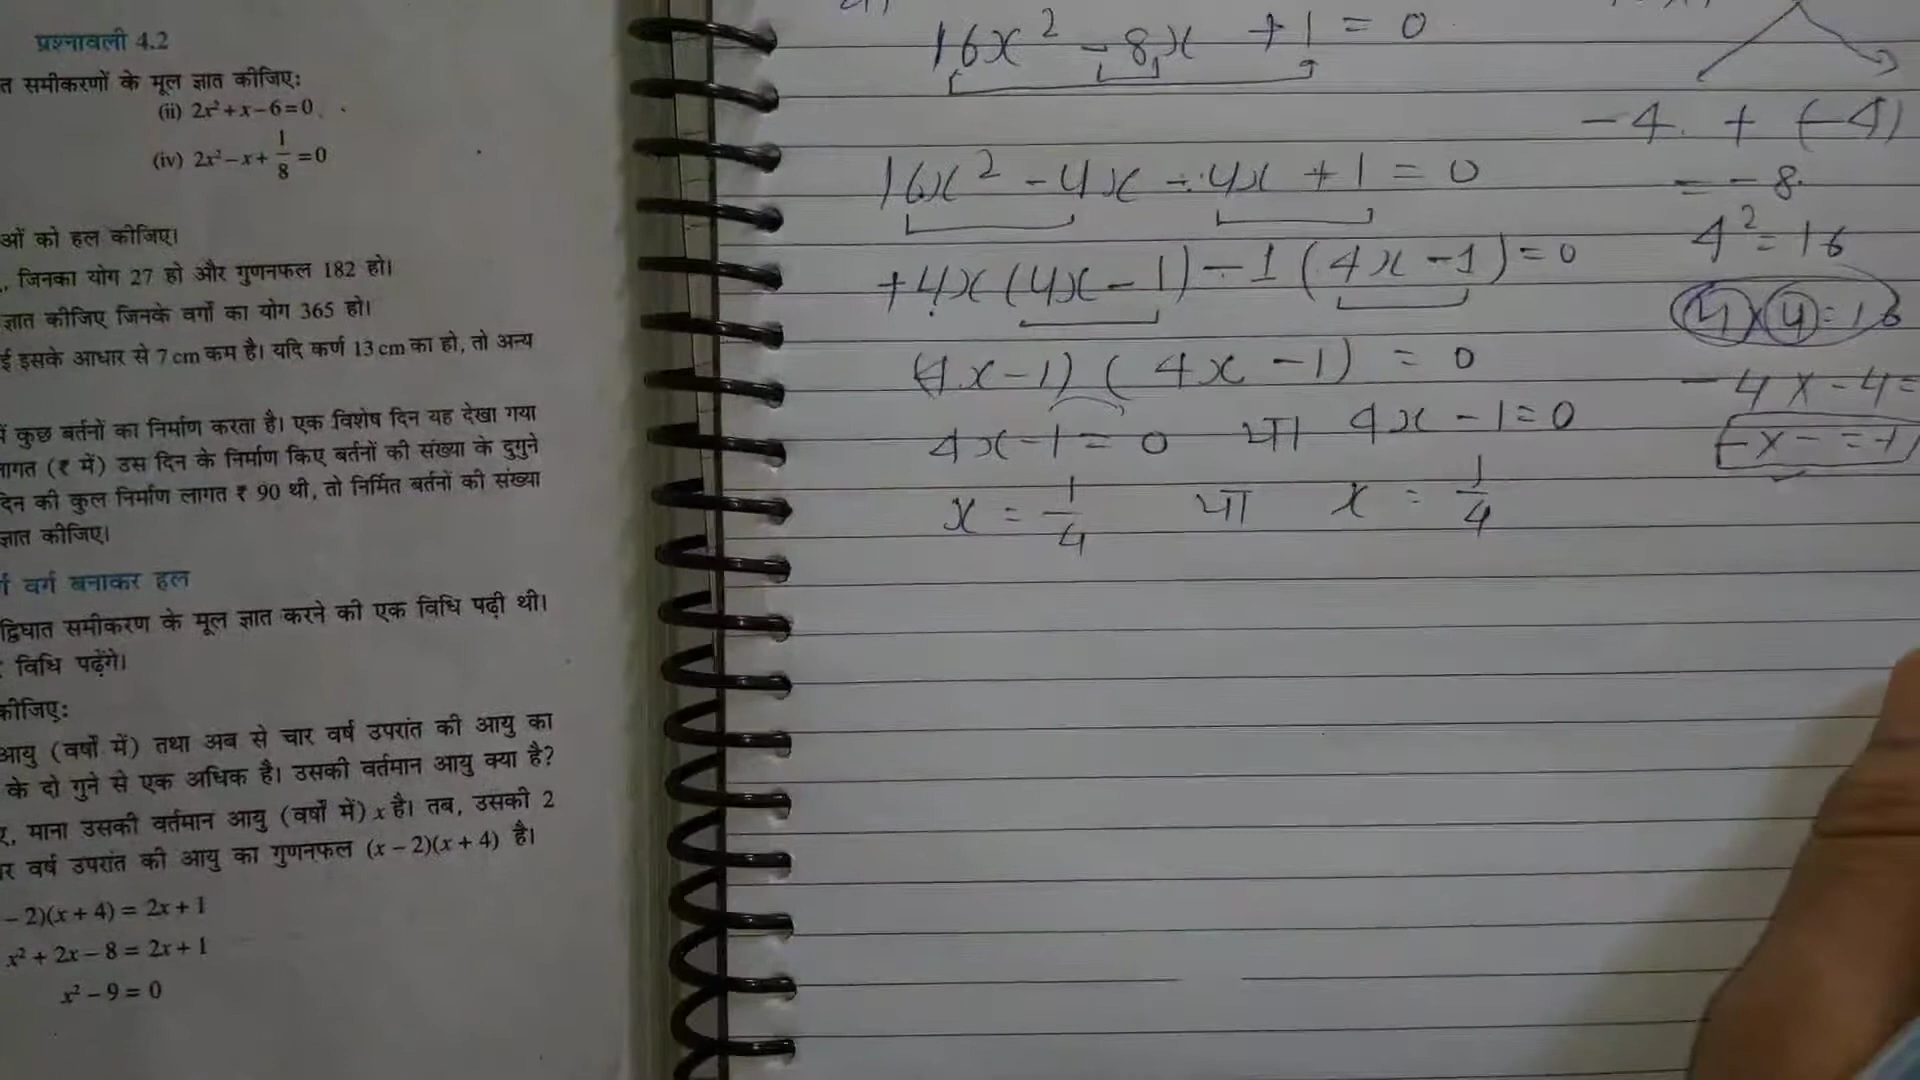 प्रश्नावली 4.2
त समीकरणों के मूल ज्ञात कीजिए:
(ii) 2x² + x – 6 = 0
(iv) 2x² – x + 1/8 = 0
ओं को हल कीजिए।
जिनका योग 27 हो और गुणनफल 182 हो।
ज्ञात कीजिए जिनके वर्गों का योग 365 हो।
ई इसके आधार से 7 cm कम है। यदि कर्ण 13 cm का हो, तो अन्य
में कुछ बर्तनों का निर्माण करता है। एक विशेष दिन यह देखा गया
लागत (₹ में) उस दिन के निर्माण किए बर्तनों की संख्या के दुगुने
दिन की कुल निर्माण लागत ₹ 90 थी, तो निर्मित बर्तनों की संख्या
ज्ञात कीजिए।
र्ण वर्ग बनाकर हल
द्विघात समीकरण के मूल ज्ञात करने की एक विधि पढ़ी थी।
विधि पढ़ेंगे।
कीजिए:
आयु (वर्षों में) तथा अब से चार वर्ष उपरांत की आयु का
के दो गुने से एक अधिक है। उसकी वर्तमान आयु क्या है?
माना उसकी वर्तमान आयु (वर्षों में) x है। तब, उसकी 2
र वर्ष उपरांत की आयु का गुणनफल (x – 2)(x + 4) है।
– 2)(x + 4) = 2x + 1
x² + 2x – 8 = 2x + 1
x² – 9 = 0
16x² - 8x + 1 = 0
16x² - 4x - 4x + 1 = 0
+4x(4x - 1) - 1(4x - 1) = 0
(4x - 1)(4x - 1) = 0
4x - 1 = 0 या 4x - 1 = 0
x = 1/4 या x = 1/4
-4 + (-4)
= -8
4² = 16
4 × 4 = 16
-4 × -4 =
- × - = +